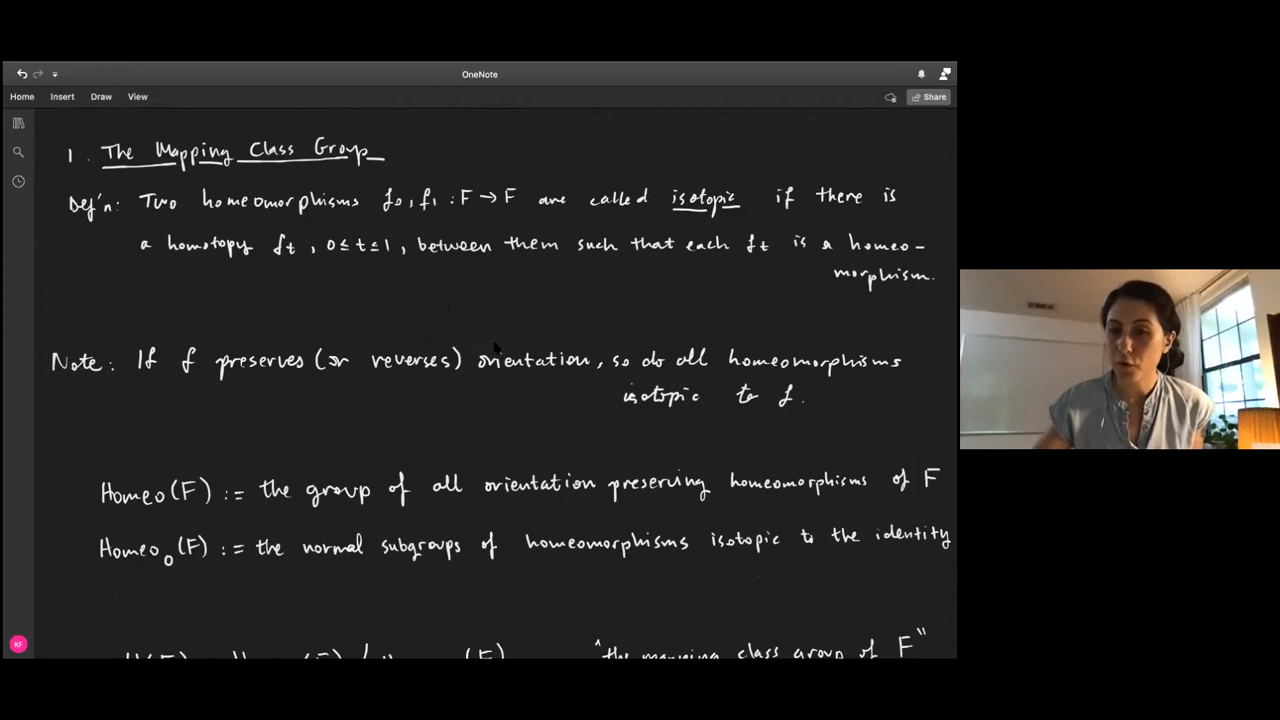 OneNote
Home Insert Draw View Share
1. The Mapping Class Group
Def'n: Two homeomorphisms f₀, f₁ : F → F are called isotopic if there is
a homotopy fₜ, 0 ≤ t ≤ 1, between them such that each fₜ is a homeo-
morphism.
Note: If f preserves (or reverses) orientation, so do all homeomorphisms
isotopic to f.
Homeo(F) := the group of all orientation preserving homeomorphisms of F
Homeo₀(F) := the normal subgroups of homeomorphisms isotopic to the identity
"the mapping class group of F"
KF